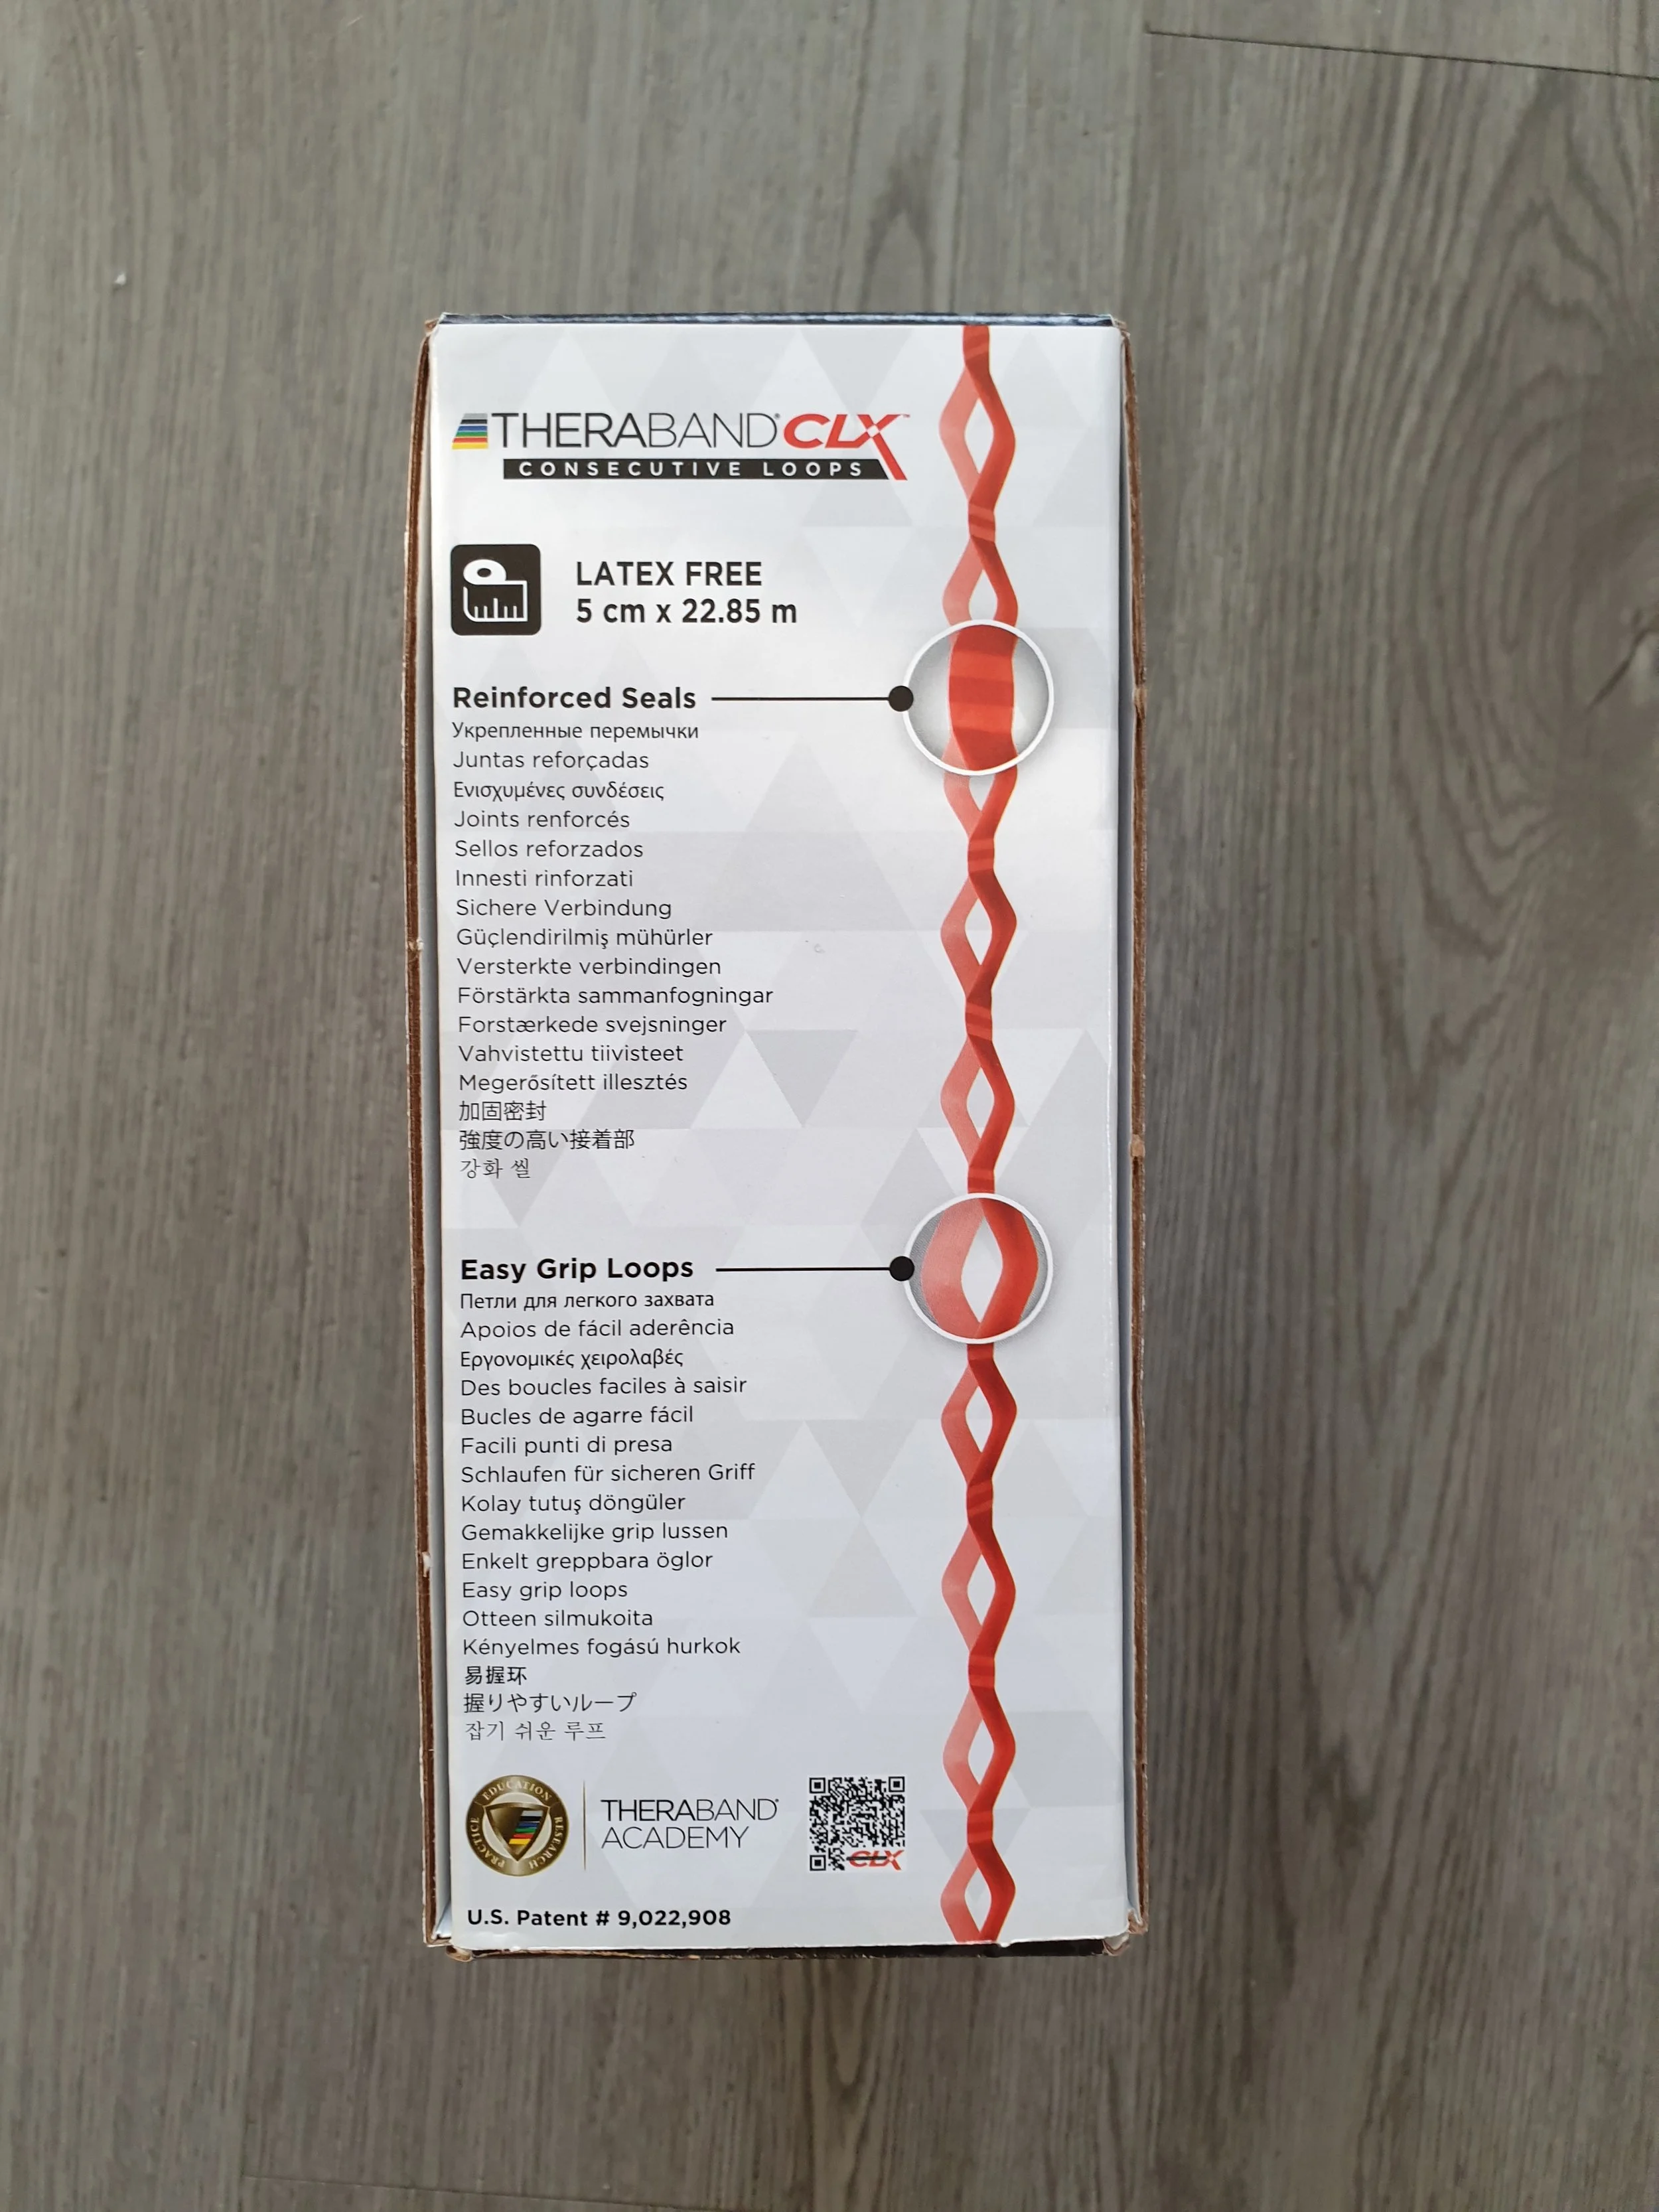 THERABAND® CLX™
CONSECUTIVE LOOPS
LATEX FREE
5 cm x 22.85 m
Reinforced Seals
Укрепленные перемычки
Juntas reforçadas
Ενισχυμένες συνδέσεις
Joints renforcés
Sellos reforzados
Innesti rinforzati
Sichere Verbindung
Güçlendirilmiş mühürler
Versterkte verbindingen
Förstärkta sammanfogningar
Forstærkede svejsninger
Vahvistettu tiivisteet
Megerősített illesztés
加固密封
強度の高い接着部
강화 씰
Easy Grip Loops
Петли для легкого захвата
Apoios de fácil aderência
Εργονομικές χειρολαβές
Des boucles faciles à saisir
Bucles de agarre fácil
Facili punti di presa
Schlaufen für sicheren Griff
Kolay tutuş döngüler
Gemakkelijke grip lussen
Enkelt greppbara öglor
Easy grip loops
Otteen silmukoita
Kényelmes fogású hurkok
易握环
握りやすいループ
잡기 쉬운 루프
EDUCATION
RESEARCH
PRACTICE
THERABAND®
ACADEMY
CLX
U.S. Patent # 9,022,908